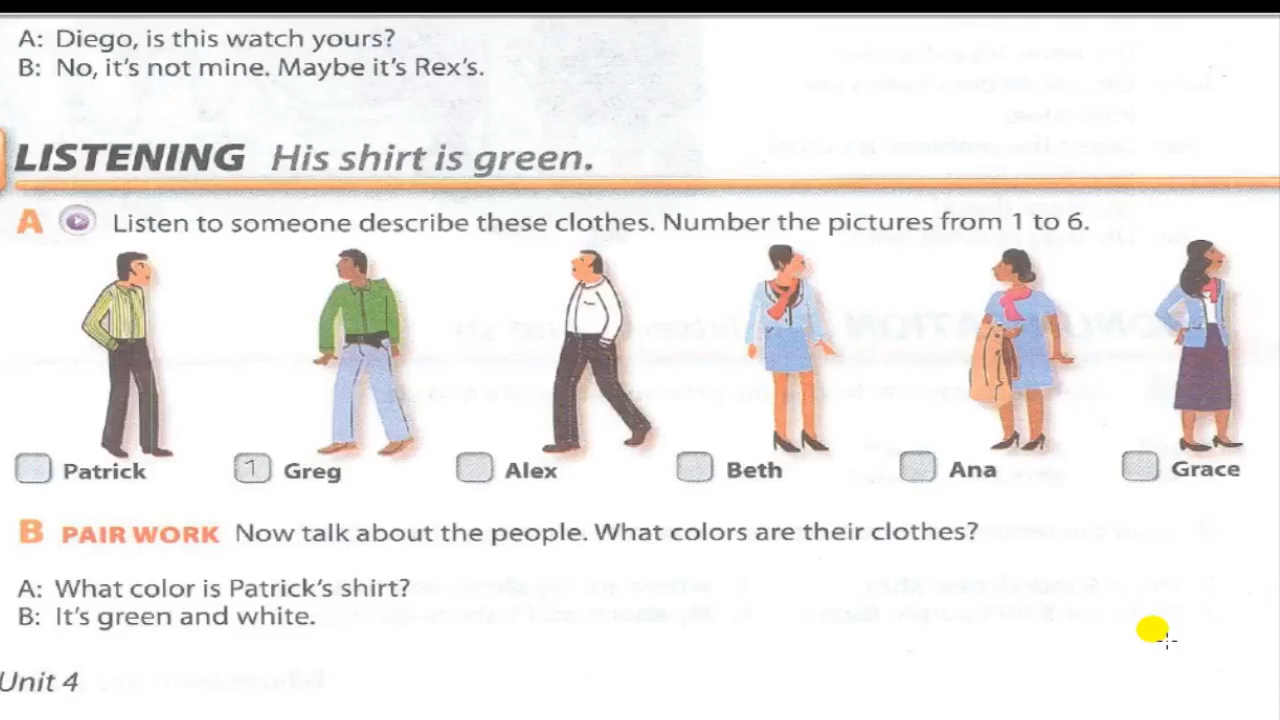 A: Diego, is this watch yours?
B: No, it's not mine. Maybe it's Rex's.
LISTENING His shirt is green.
A Listen to someone describe these clothes. Number the pictures from 1 to 6.
Patrick 1 Greg Alex Beth Ana Grace
B PAIR WORK Now talk about the people. What colors are their clothes?
A: What color is Patrick's shirt?
B: It's green and white.
Unit 4